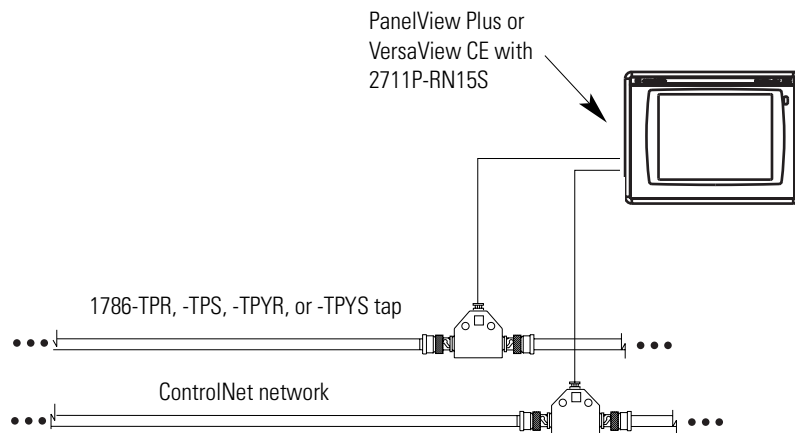 PanelView Plus or
VersaView CE with
2711P-RN15S
1786-TPR, -TPS, -TPYR, or -TPYS tap
ControlNet network